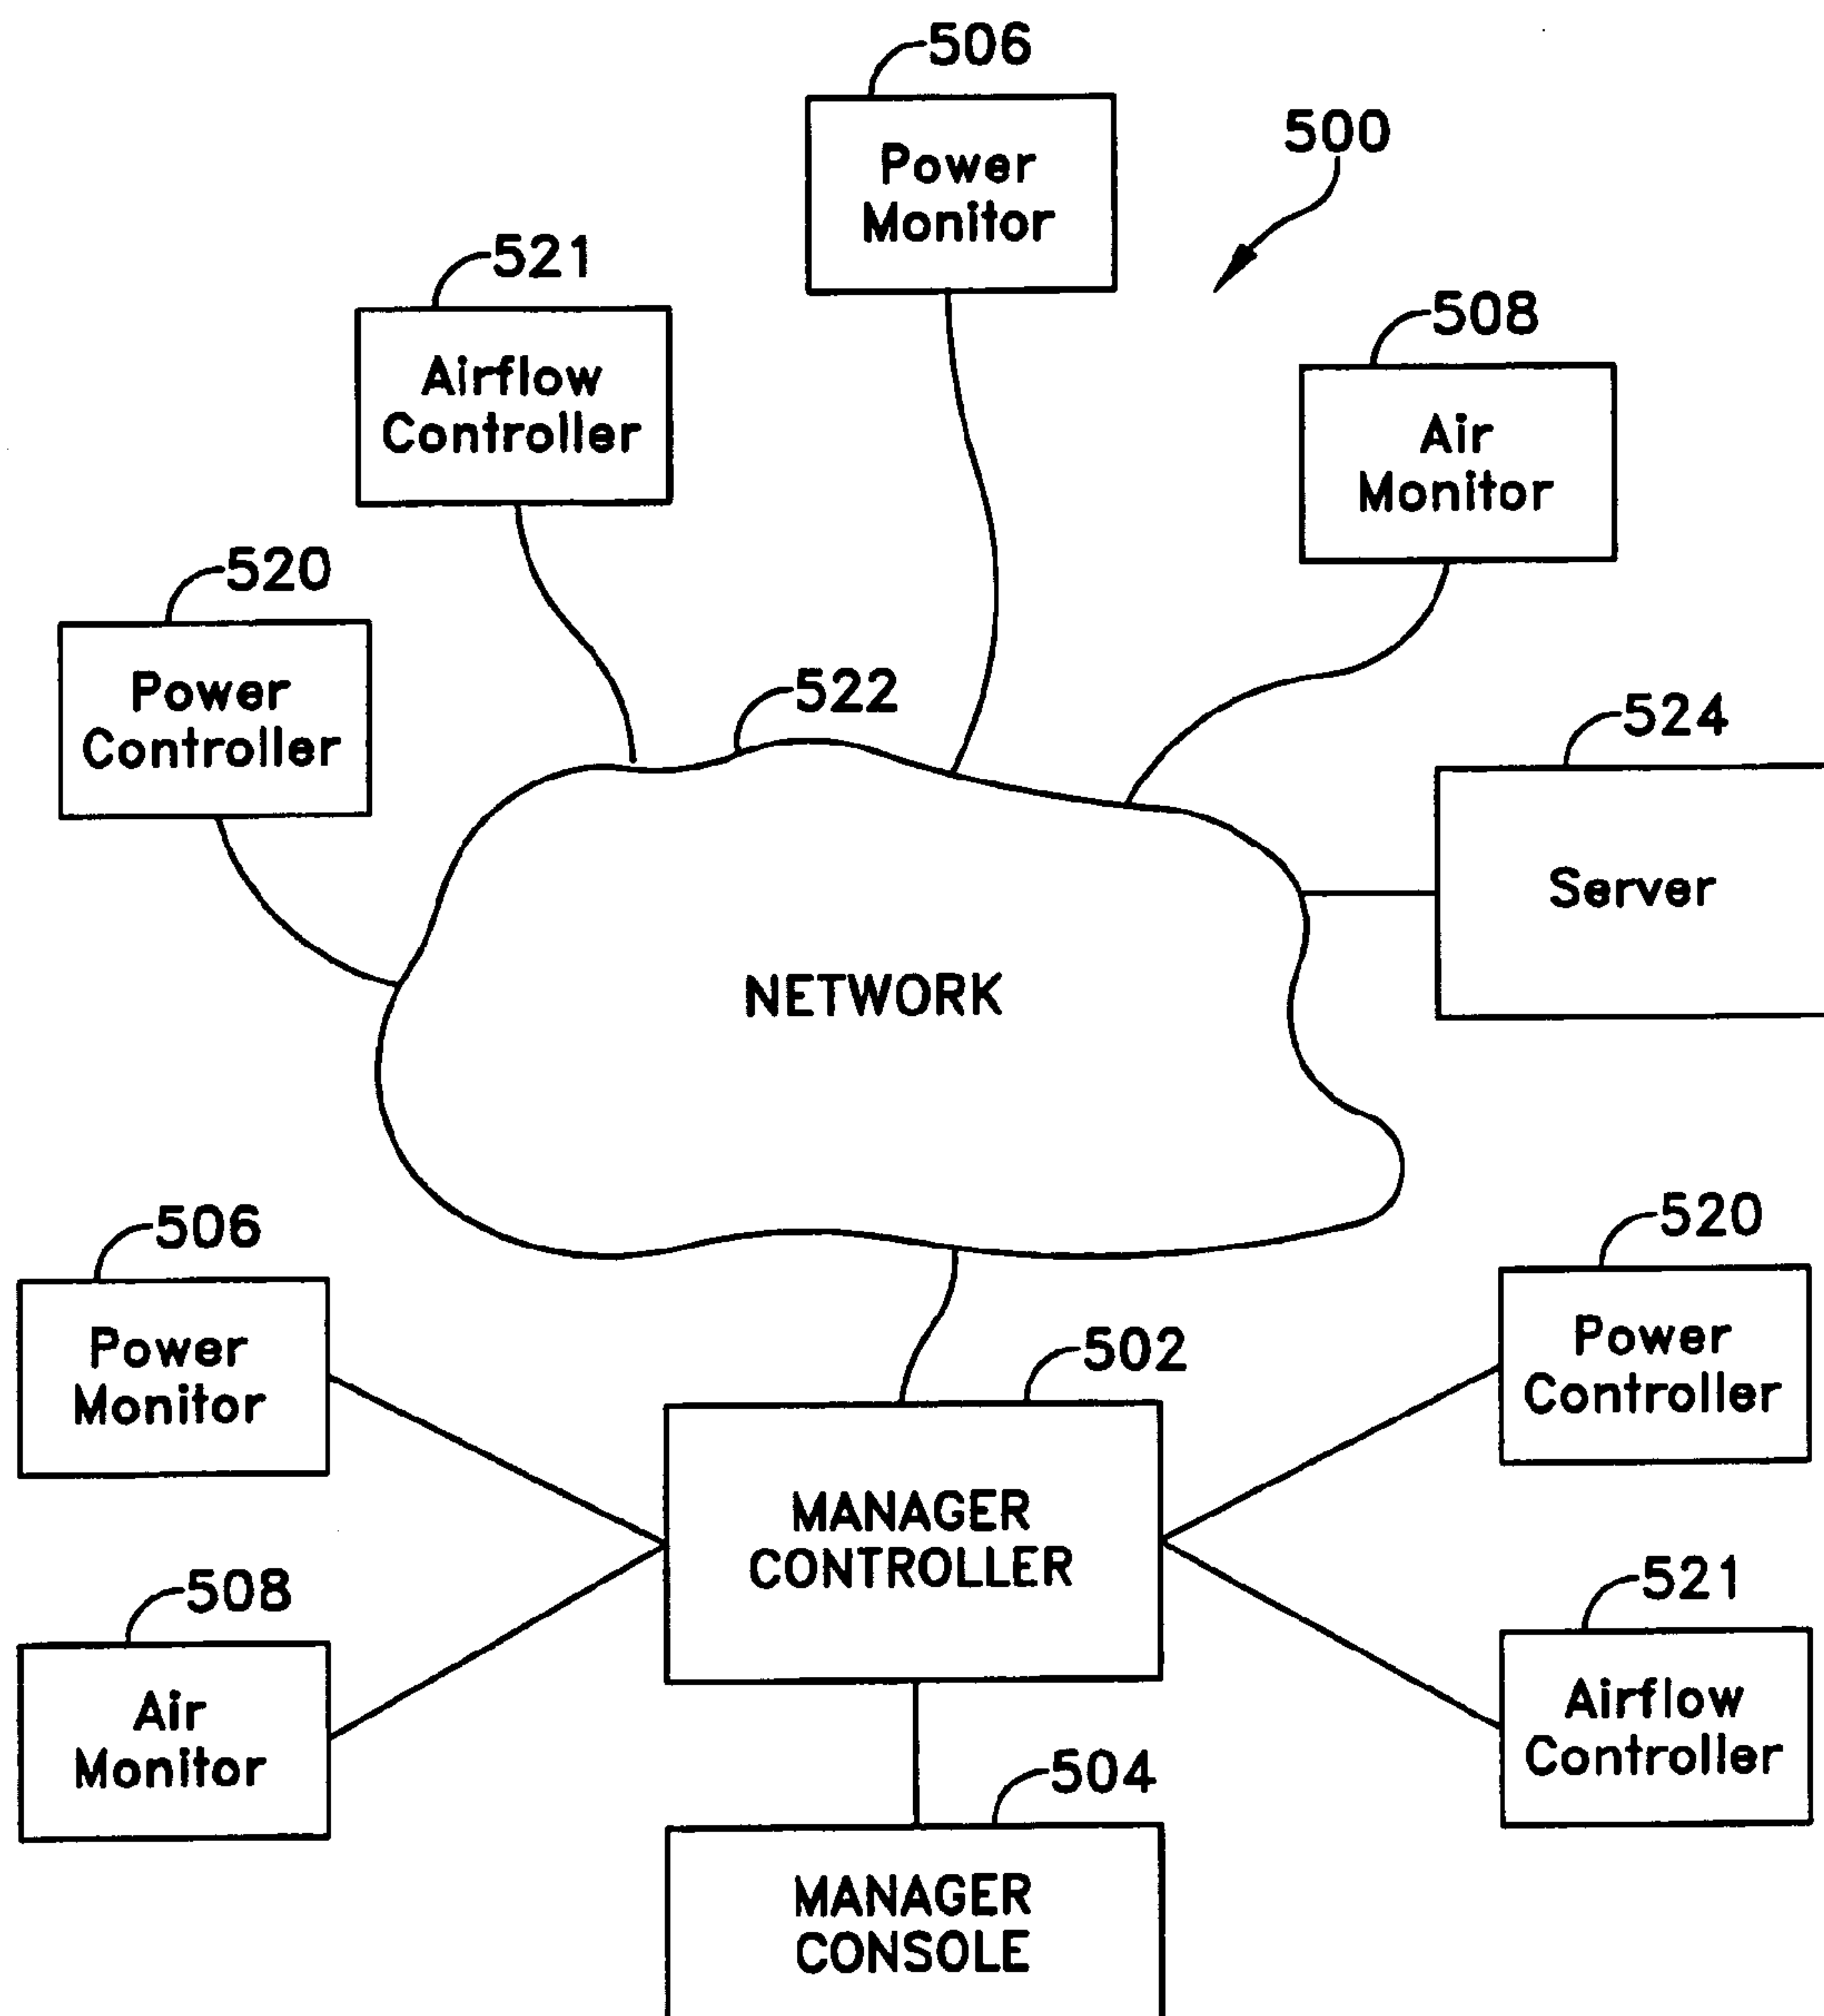 506
Power
Monitor
500
521
Airflow
Controller
508
Air
Monitor
520
Power
Controller
522
524
Server
NETWORK
506
Power
Monitor
520
Power
Controller
502
MANAGER
CONTROLLER
508
Air
Monitor
521
Airflow
Controller
504
MANAGER
CONSOLE